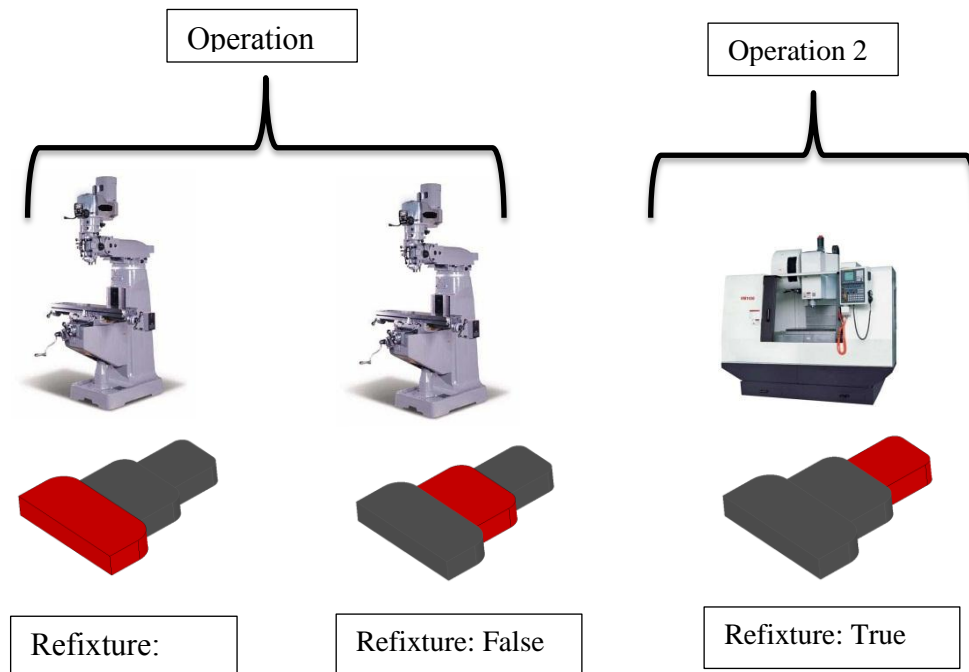 Operation
Operation 2
Refixture:
Refixture: False
Refixture: True